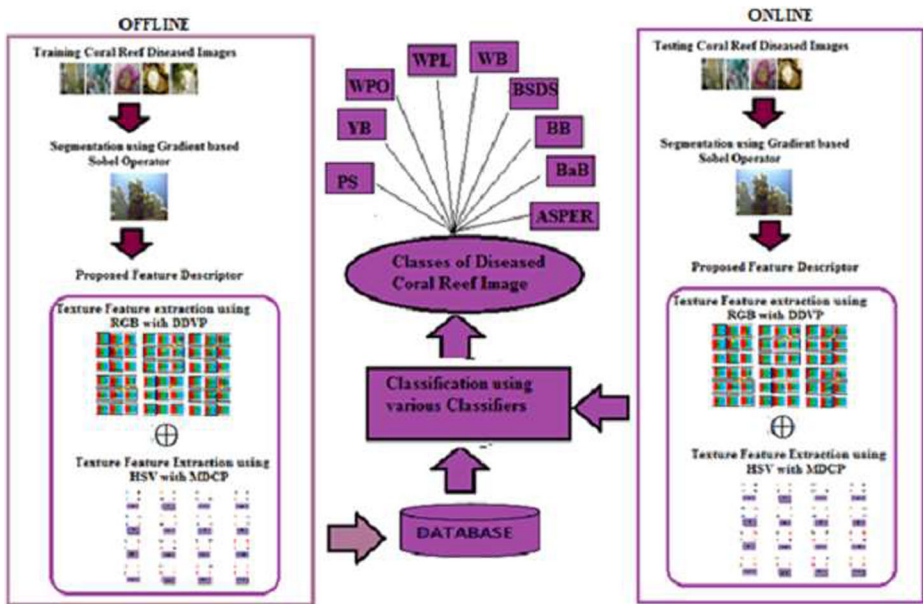 OFFLINE
Training Coral Reef Diseased Images
Segmentation using Gradient based
Sobel Operator
Proposed Feature Descriptor
Texture Feature extraction using
RGB with DDVP
Texture Feature Extraction using
HSV with MDCP
WPL
WB
WPO
BSDS
YB
BB
PS
BaB
ASPER
Classes of Diseased
Coral Reef Image
Classification using
various Classifiers
DATABASE
ONLINE
Testing Coral Reef Diseased Images
Segmentation using Gradient based
Sobel Operator
Proposed Feature Descriptor
Texture Feature extraction using
RGB with DDVP
Texture Feature Extraction using
HSV with MDCP